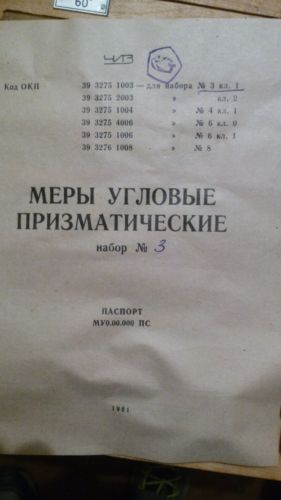 60°
ЧИЗ
Код ОКП 39 3275 1003 — для набора № 3 кл. 1
39 3275 2003 » кл. 2
39 3275 1004 » № 4 кл. 1
39 3275 4006 » № 6 кл. 0
39 3275 1006 » № 6 кл. 1
39 3276 1008 » № 8
МЕРЫ УГЛОВЫЕ
ПРИЗМАТИЧЕСКИЕ
набор № 3
ПАСПОРТ
МУ0.00.000 ПС
1991